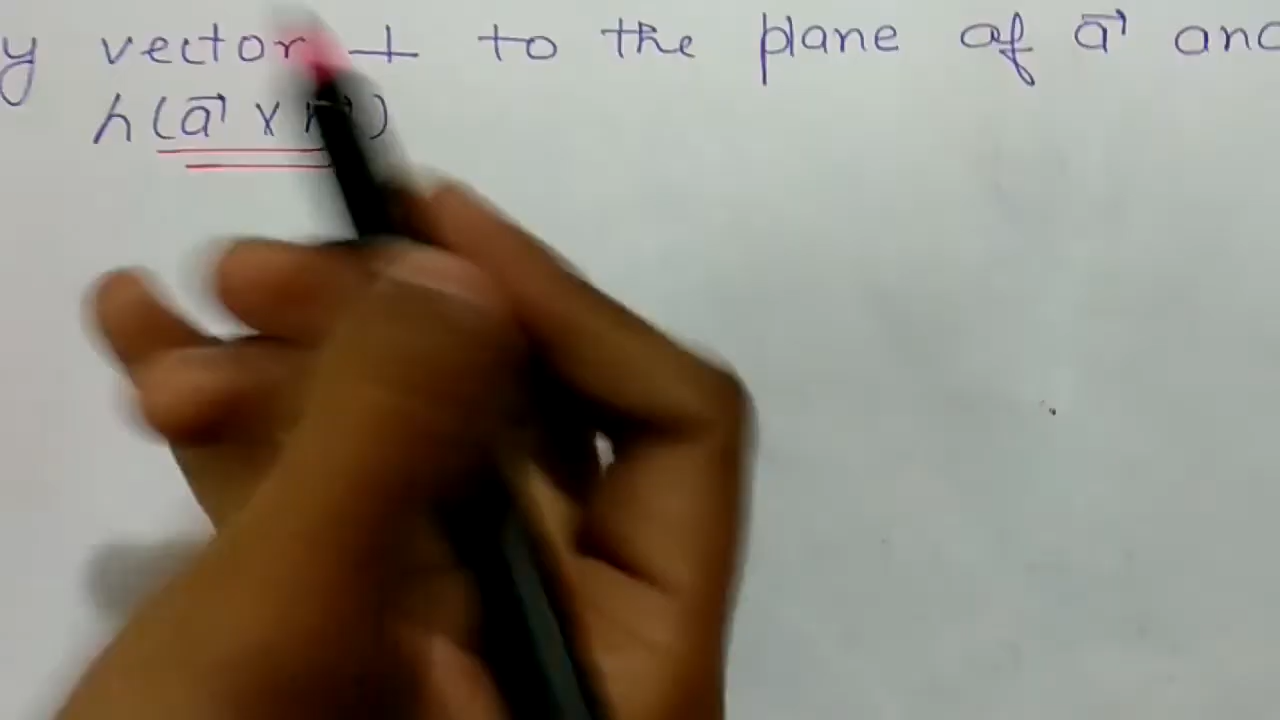 y vector ⊥ to the plane of a⃗ and
λ(a⃗ x